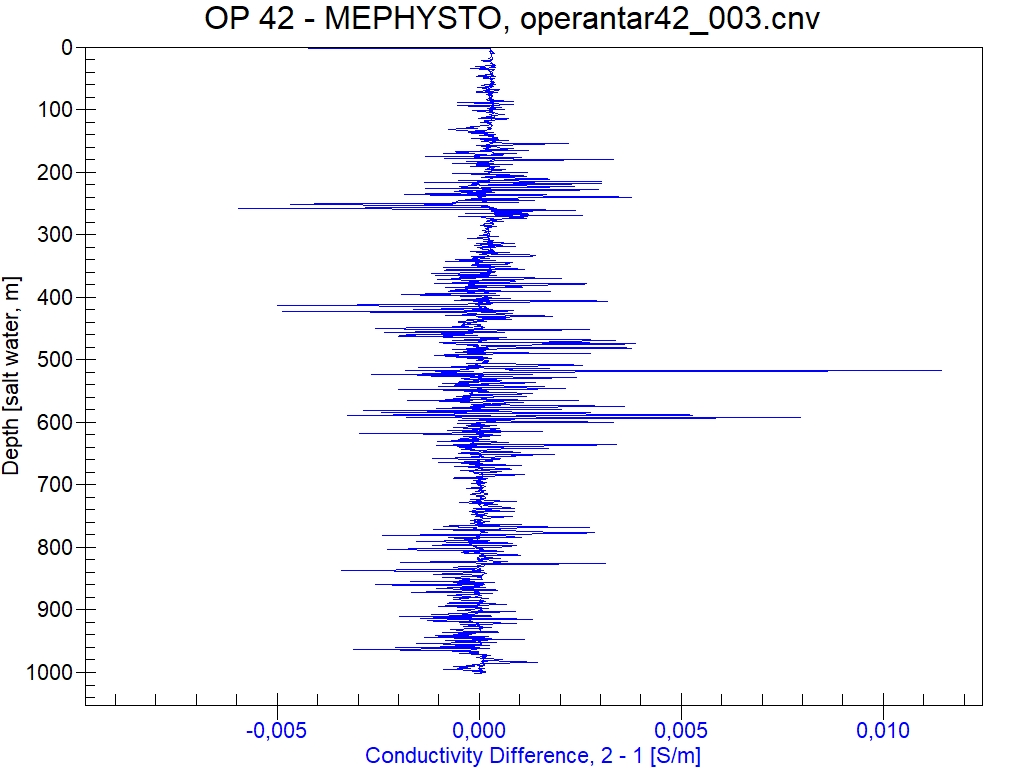 OP 42 - MEPHYSTO, operantar42_003.cnv
0
100
200
300
400
500
600
700
800
900
1000
Depth [salt water, m]
-0,005 0,000 0,005 0,010
Conductivity Difference, 2 - 1 [S/m]